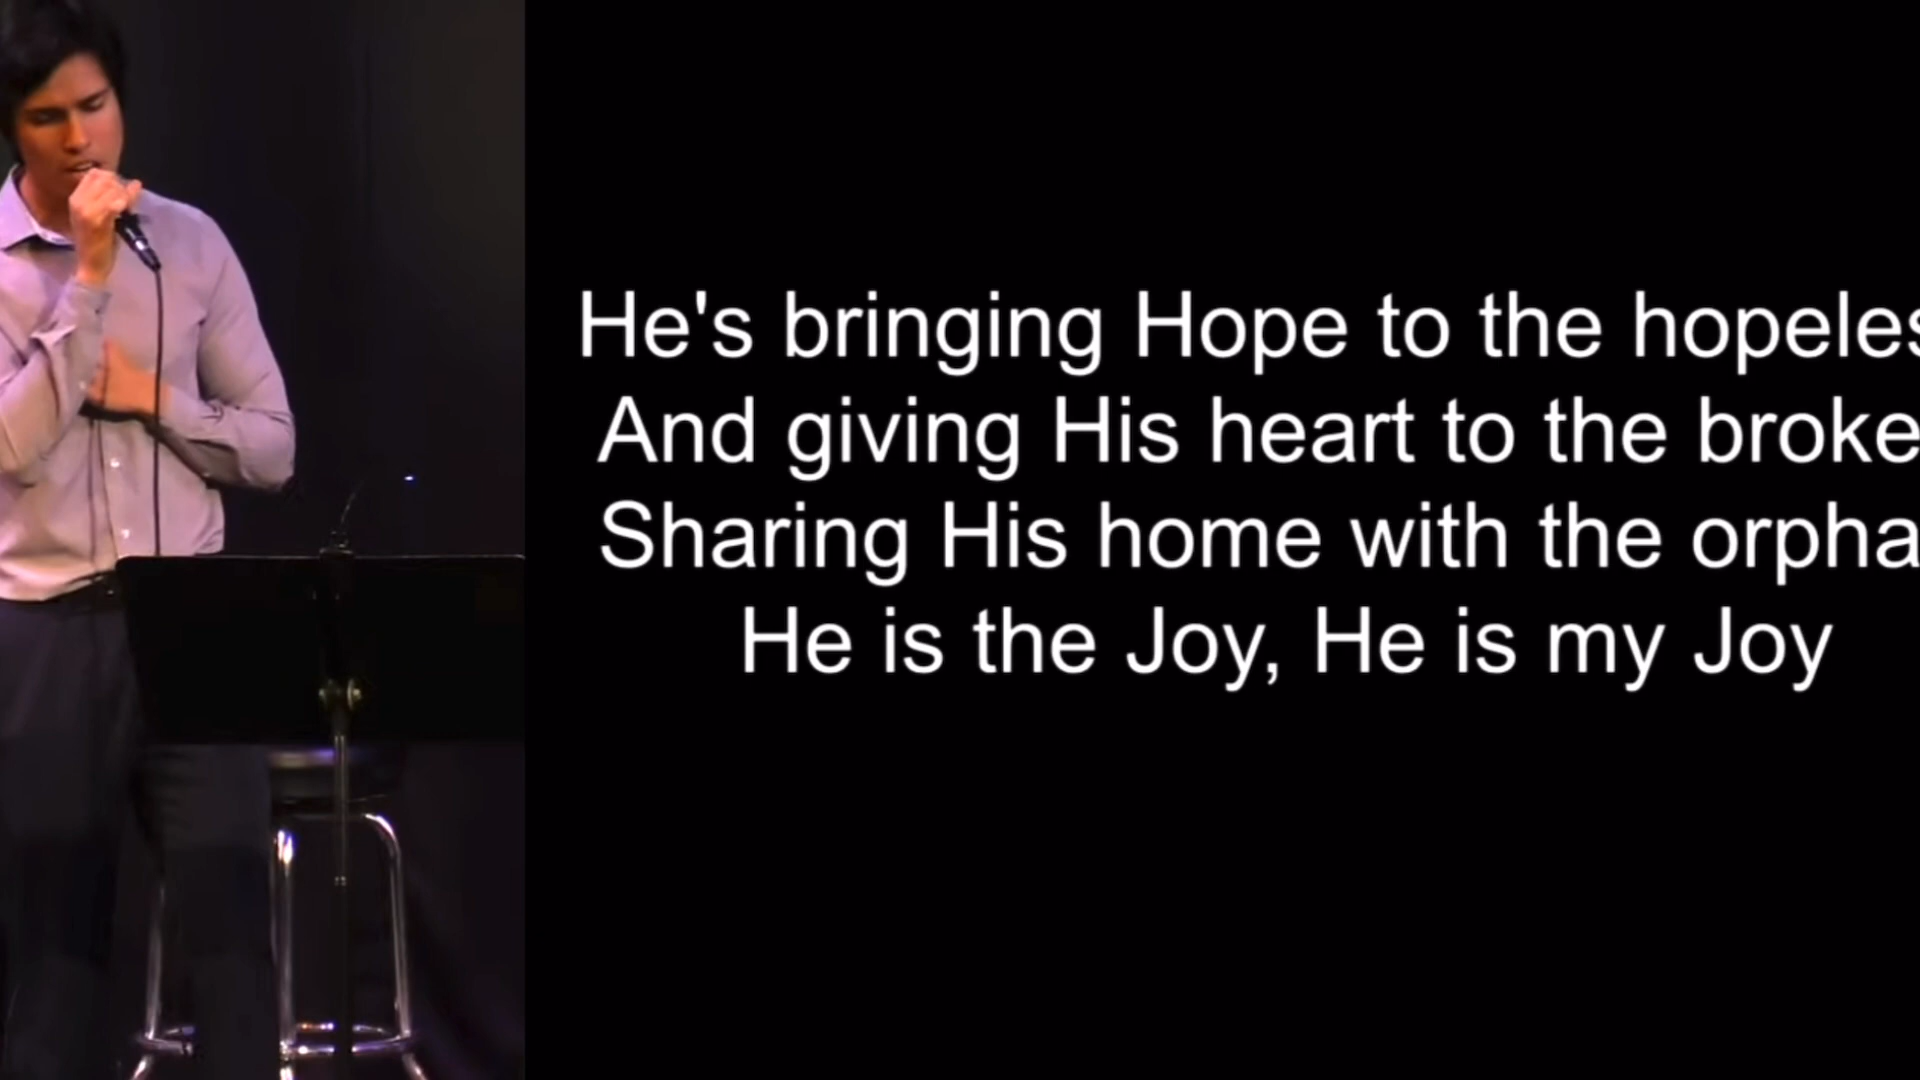 He's bringing Hope to the hopeles
And giving His heart to the broke
Sharing His home with the orpha
He is the Joy, He is my Joy